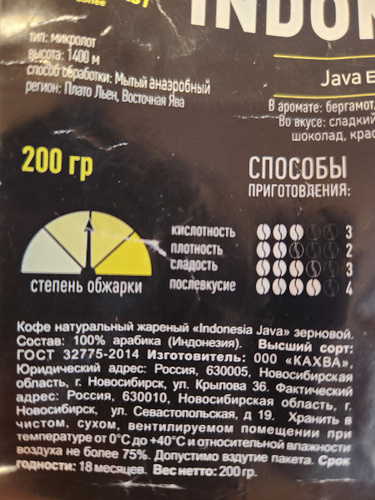 INDON
тип: микролот
высота: 1400 м
способ обработки: Мытый анаэробный
регион: Плато Льен, Восточная Ява
Java E
В аромате: бергамот,
Во вкусе: сладкий
шоколад, крас
200 гр
СПОСОБЫ
ПРИГОТОВЛЕНИЯ:
кислотность 3
плотность 2
сладость 3
послевкусие 4
степень обжарки
Кофе натуральный жареный «Indonesia Java» зерновой.
Состав: 100% арабика (Индонезия). Высший сорт:
ГОСТ 32775-2014 Изготовитель: ООО «КАХВА»,
Юридический адрес: Россия, 630005, Новосибирская
область, г. Новосибирск, ул. Крылова 36. Фактический
адрес: Россия, 630010, Новосибирская область, г.
Новосибирск, ул. Севастопольская, д 19. Хранить в
чистом, сухом, вентилируемом помещении при
температуре от 0°C до +40°C и относительной влажности
воздуха не более 75%. Допустимо вздутие пакета. Срок
годности: 18 месяцев. Вес нетто: 200 гр.